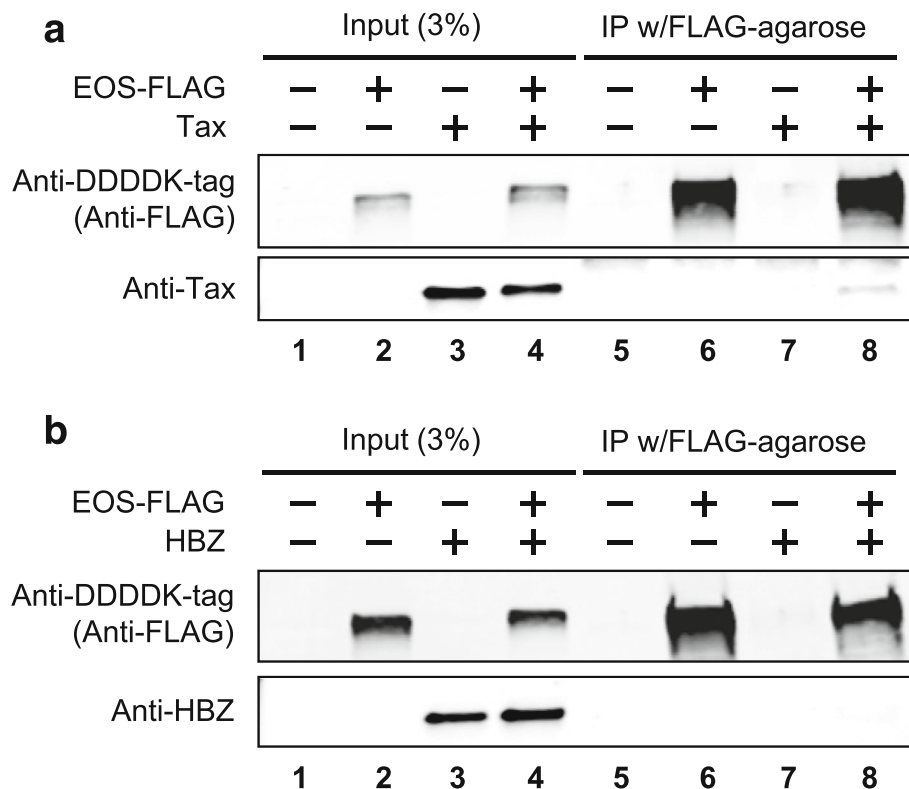 a
Input (3%) IP w/FLAG-agarose
EOS-FLAG − + − + − + − +
Tax − − + + − − + +
Anti-DDDDK-tag
(Anti-FLAG)
Anti-Tax
1 2 3 4 5 6 7 8
b
Input (3%) IP w/FLAG-agarose
EOS-FLAG − + − + − + − +
HBZ − − + + − − + +
Anti-DDDDK-tag
(Anti-FLAG)
Anti-HBZ
1 2 3 4 5 6 7 8